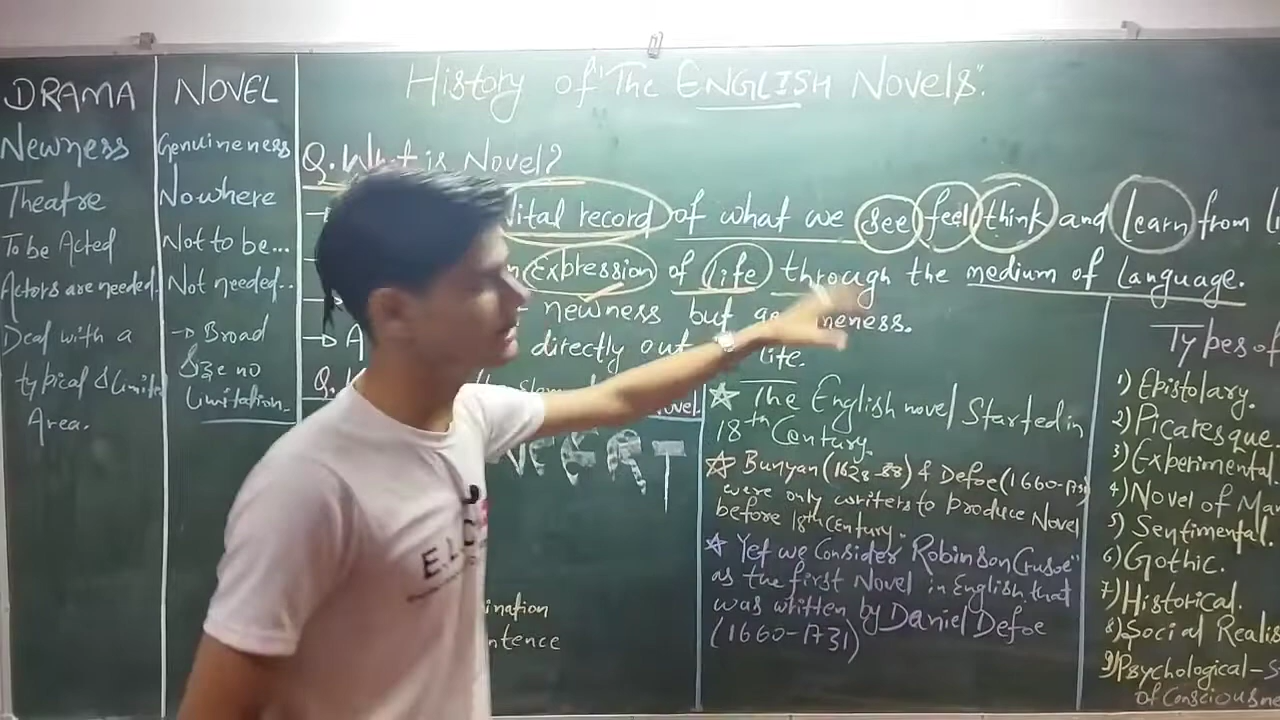 DRAMA
Newness
Theatre
To be Acted
Actors are needed.
Deal with a
typical & limited
Area.
NOVEL
Genuineness
Nowhere
Not to be...
Not needed..
→ Broad
& no
limitation.
History of "The ENGLISH Novels".
Q. What is Novel?
Vital record of what we see feel think and learn from
Expression of life through the medium of language.
newness but genuineness.
→ A directly out life.
Q. the
Novel.
ination
ntence
☆ The English novel Started in
18th Century.
☆ Bunyan (1628-88) & Defoe (1660-1731
were only writers to produce Novel
before 18th Century.
☆ Yet we Consider Robinson Crusoe"
as the first Novel in English that
was written by Daniel Defoe
(1660-1731)
Types of
1) Epistolary.
2) Picaresque
3) Experimental.
4) Novel of Man
5) Sentimental.
6) Gothic.
7) Historical.
8) Social Realis
9) Psychological-S
of Consciousne
E.L.